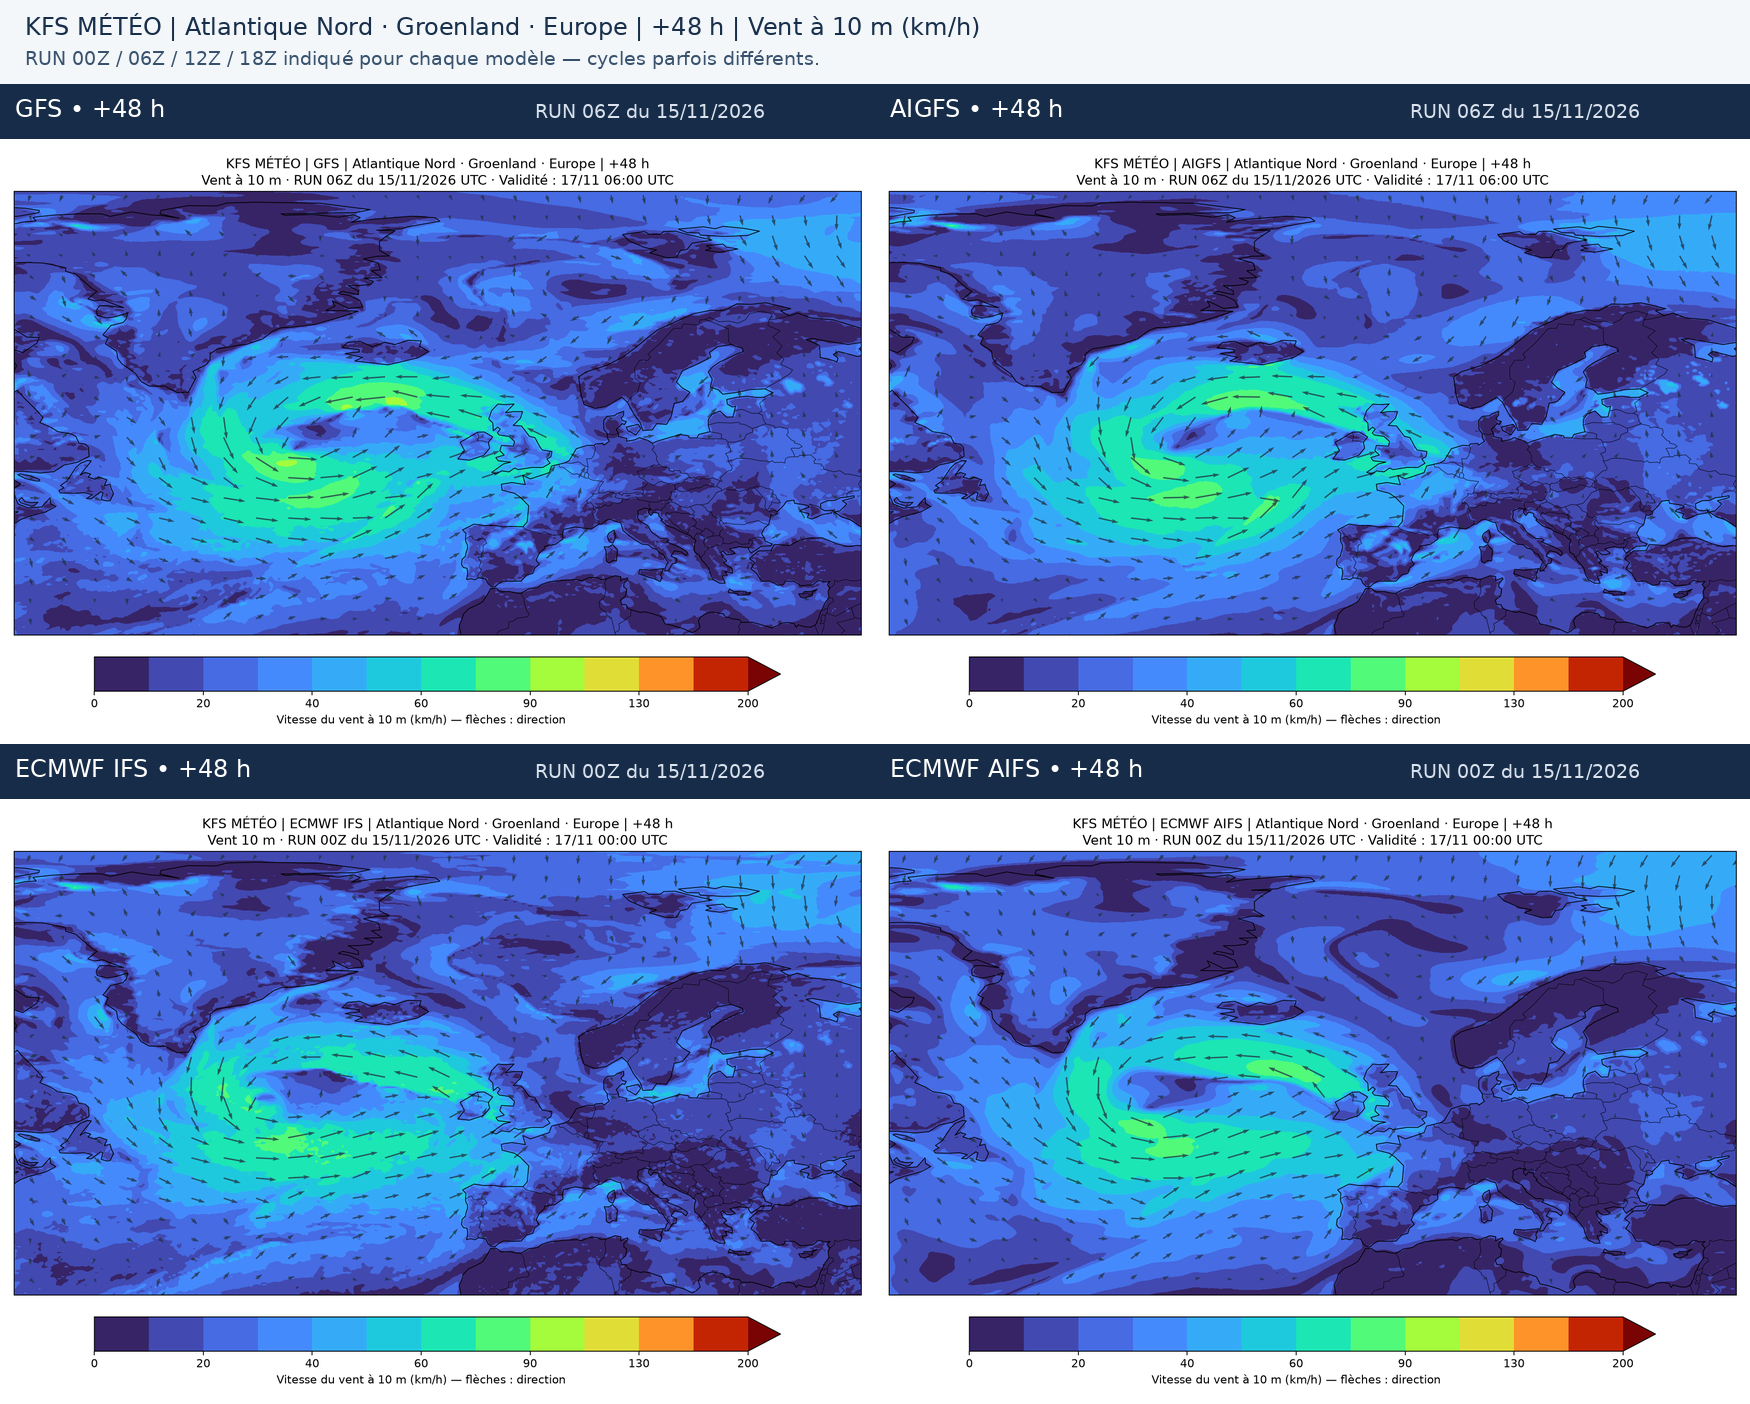 KFS MÉTÉO | Atlantique Nord · Groenland · Europe | +48 h | Vent à 10 m (km/h)
RUN 00Z / 06Z / 12Z / 18Z indiqué pour chaque modèle — cycles parfois différents.
GFS • +48 h
RUN 06Z du 15/11/2026
KFS MÉTÉO | GFS | Atlantique Nord · Groenland · Europe | +48 h
Vent à 10 m · RUN 06Z du 15/11/2026 UTC · Validité : 17/11 06:00 UTC
0 20 40 60 90 130 200
Vitesse du vent à 10 m (km/h) — flèches : direction
AIGFS • +48 h
RUN 06Z du 15/11/2026
KFS MÉTÉO | AIGFS | Atlantique Nord · Groenland · Europe | +48 h
Vent à 10 m · RUN 06Z du 15/11/2026 UTC · Validité : 17/11 06:00 UTC
0 20 40 60 90 130 200
Vitesse du vent à 10 m (km/h) — flèches : direction
ECMWF IFS • +48 h
RUN 00Z du 15/11/2026
KFS MÉTÉO | ECMWF IFS | Atlantique Nord · Groenland · Europe | +48 h
Vent 10 m · RUN 00Z du 15/11/2026 UTC · Validité : 17/11 00:00 UTC
0 20 40 60 90 130 200
Vitesse du vent à 10 m (km/h) — flèches : direction
ECMWF AIFS • +48 h
RUN 00Z du 15/11/2026
KFS MÉTÉO | ECMWF AIFS | Atlantique Nord · Groenland · Europe | +48 h
Vent 10 m · RUN 00Z du 15/11/2026 UTC · Validité : 17/11 00:00 UTC
0 20 40 60 90 130 200
Vitesse du vent à 10 m (km/h) — flèches : direction